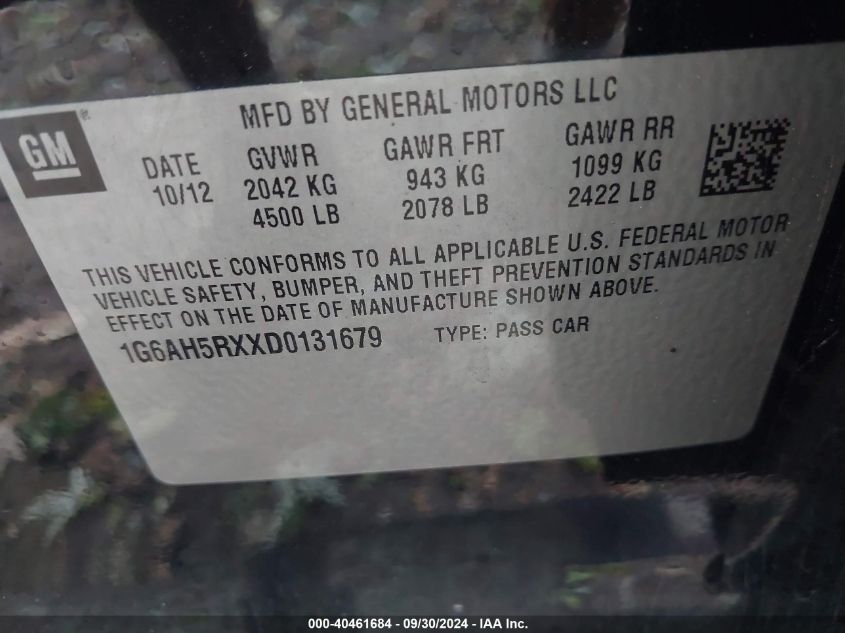 MFD BY GENERAL MOTORS LLC
GM®
DATE GVWR GAWR FRT GAWR RR
10/12 2042 KG 943 KG 1099 KG
4500 LB 2078 LB 2422 LB
THIS VEHICLE CONFORMS TO ALL APPLICABLE U.S. FEDERAL MOTOR
VEHICLE SAFETY, BUMPER, AND THEFT PREVENTION STANDARDS IN
EFFECT ON THE DATE OF MANUFACTURE SHOWN ABOVE.
1G6AH5RXXD0131679 TYPE: PASS CAR
000-40461684 - 09/30/2024 - IAA Inc.